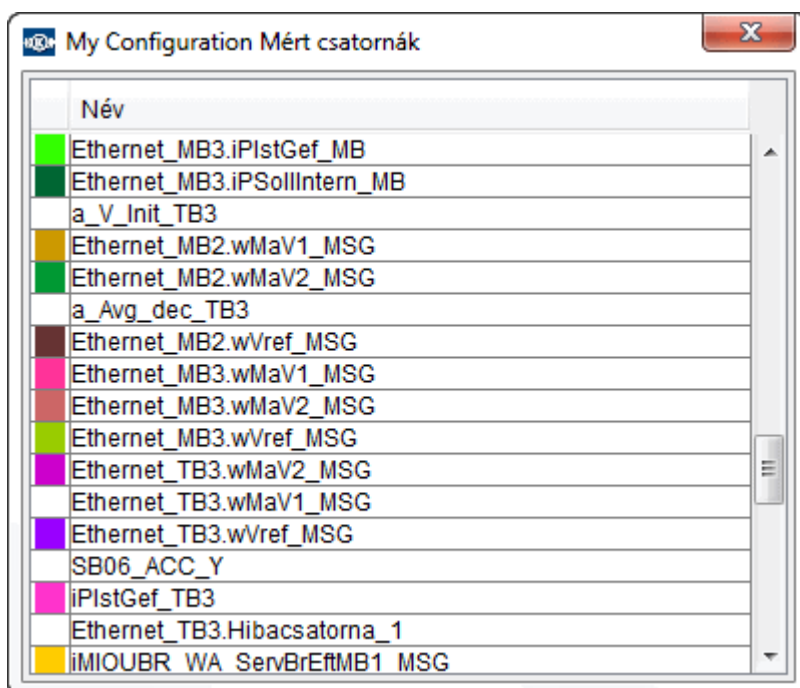 My Configuration Mért csatornák
Név
Ethernet_MB3.iPIstGef_MB
Ethernet_MB3.iPSollIntern_MB
a_V_Init_TB3
Ethernet_MB2.wMaV1_MSG
Ethernet_MB2.wMaV2_MSG
a_Avg_dec_TB3
Ethernet_MB2.wVref_MSG
Ethernet_MB3.wMaV1_MSG
Ethernet_MB3.wMaV2_MSG
Ethernet_MB3.wVref_MSG
Ethernet_TB3.wMaV2_MSG
Ethernet_TB3.wMaV1_MSG
Ethernet_TB3.wVref_MSG
SB06_ACC_Y
iPIstGef_TB3
Ethernet_TB3.Hibacsatorna_1
iMIOUBR_WA_ServBrEftMB1_MSG